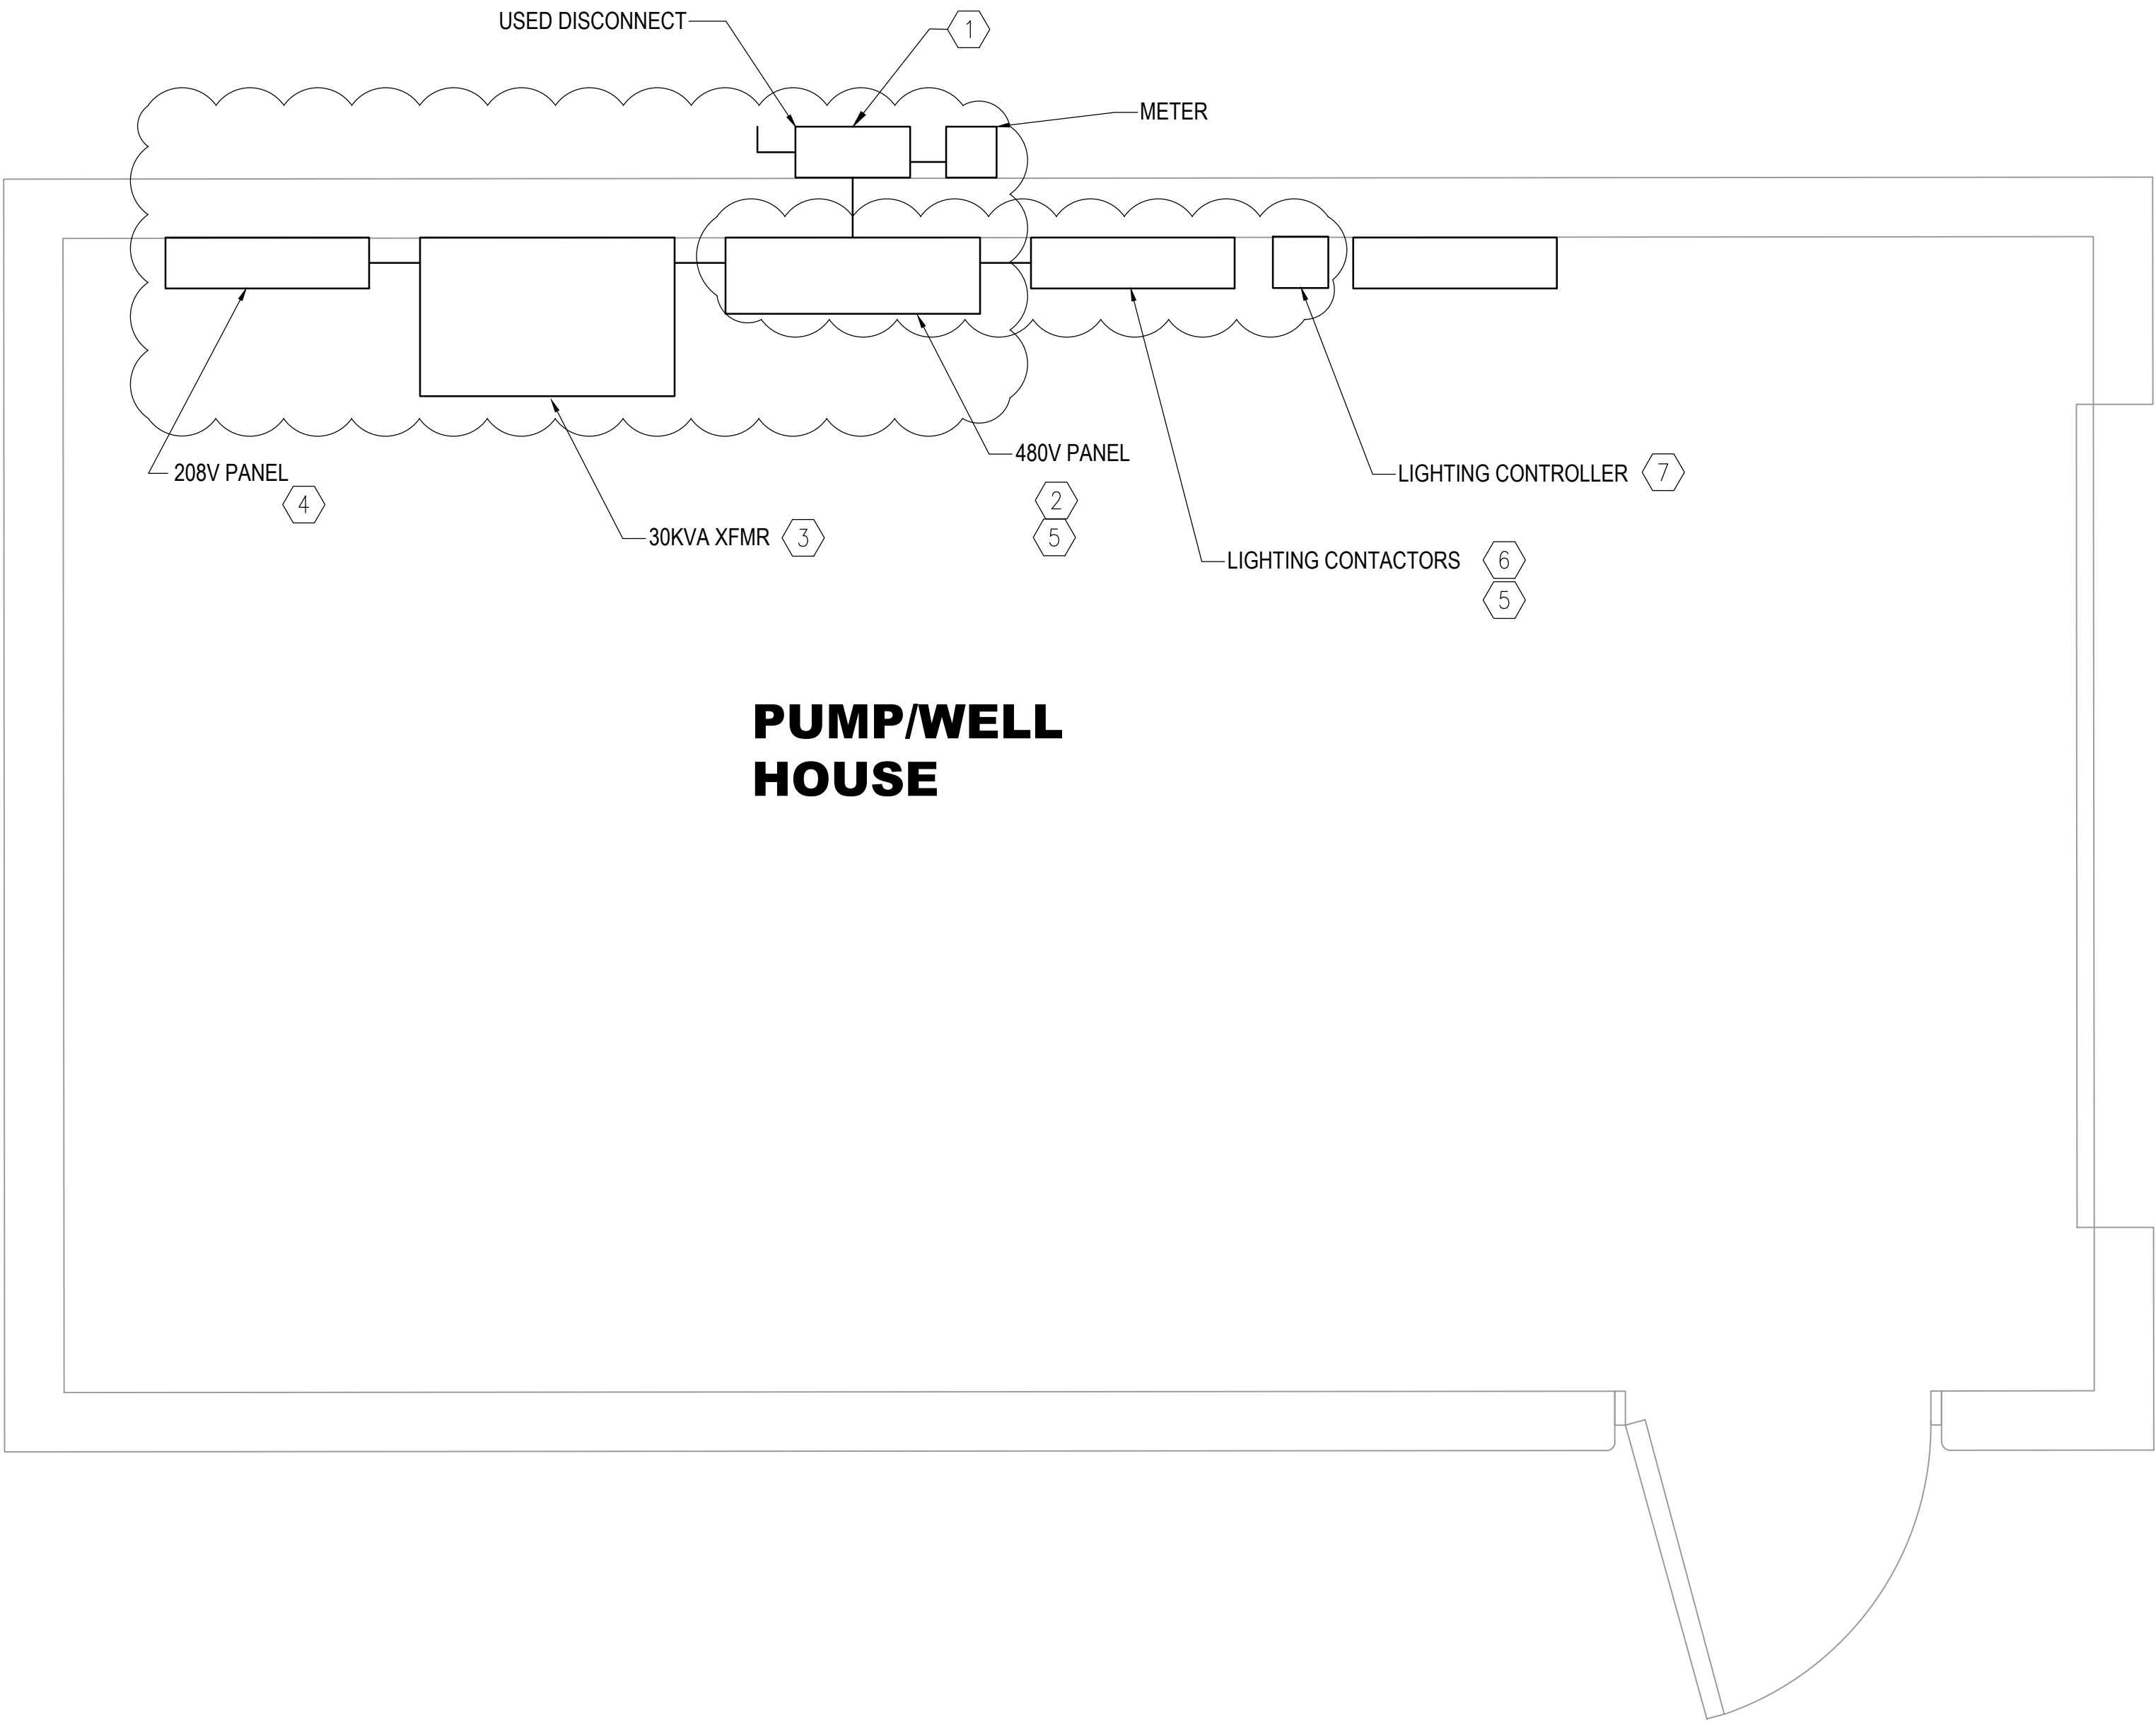 USED DISCONNECT
1
METER
208V PANEL
4
480V PANEL
2
5
30KVA XFMR
3
LIGHTING CONTROLLER
7
LIGHTING CONTACTORS
6
5
PUMP/WELL
HOUSE